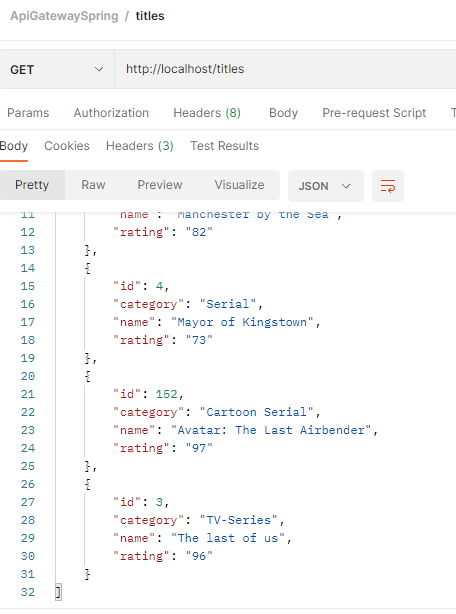 ApiGatewaySpring / titles
GET http://localhost/titles
Params Authorization Headers (8) Body Pre-request Script T
Body Cookies Headers (3) Test Results
Pretty Raw Preview Visualize JSON
11 "name": "Manchester by the Sea",
12 "rating": "82"
13 },
14 {
15 "id": 4,
16 "category": "Serial",
17 "name": "Mayor of Kingstown",
18 "rating": "73"
19 },
20 {
21 "id": 152,
22 "category": "Cartoon Serial",
23 "name": "Avatar: The Last Airbender",
24 "rating": "97"
25 },
26 {
27 "id": 3,
28 "category": "TV-Series",
29 "name": "The last of us",
30 "rating": "96"
31 }
32 ]